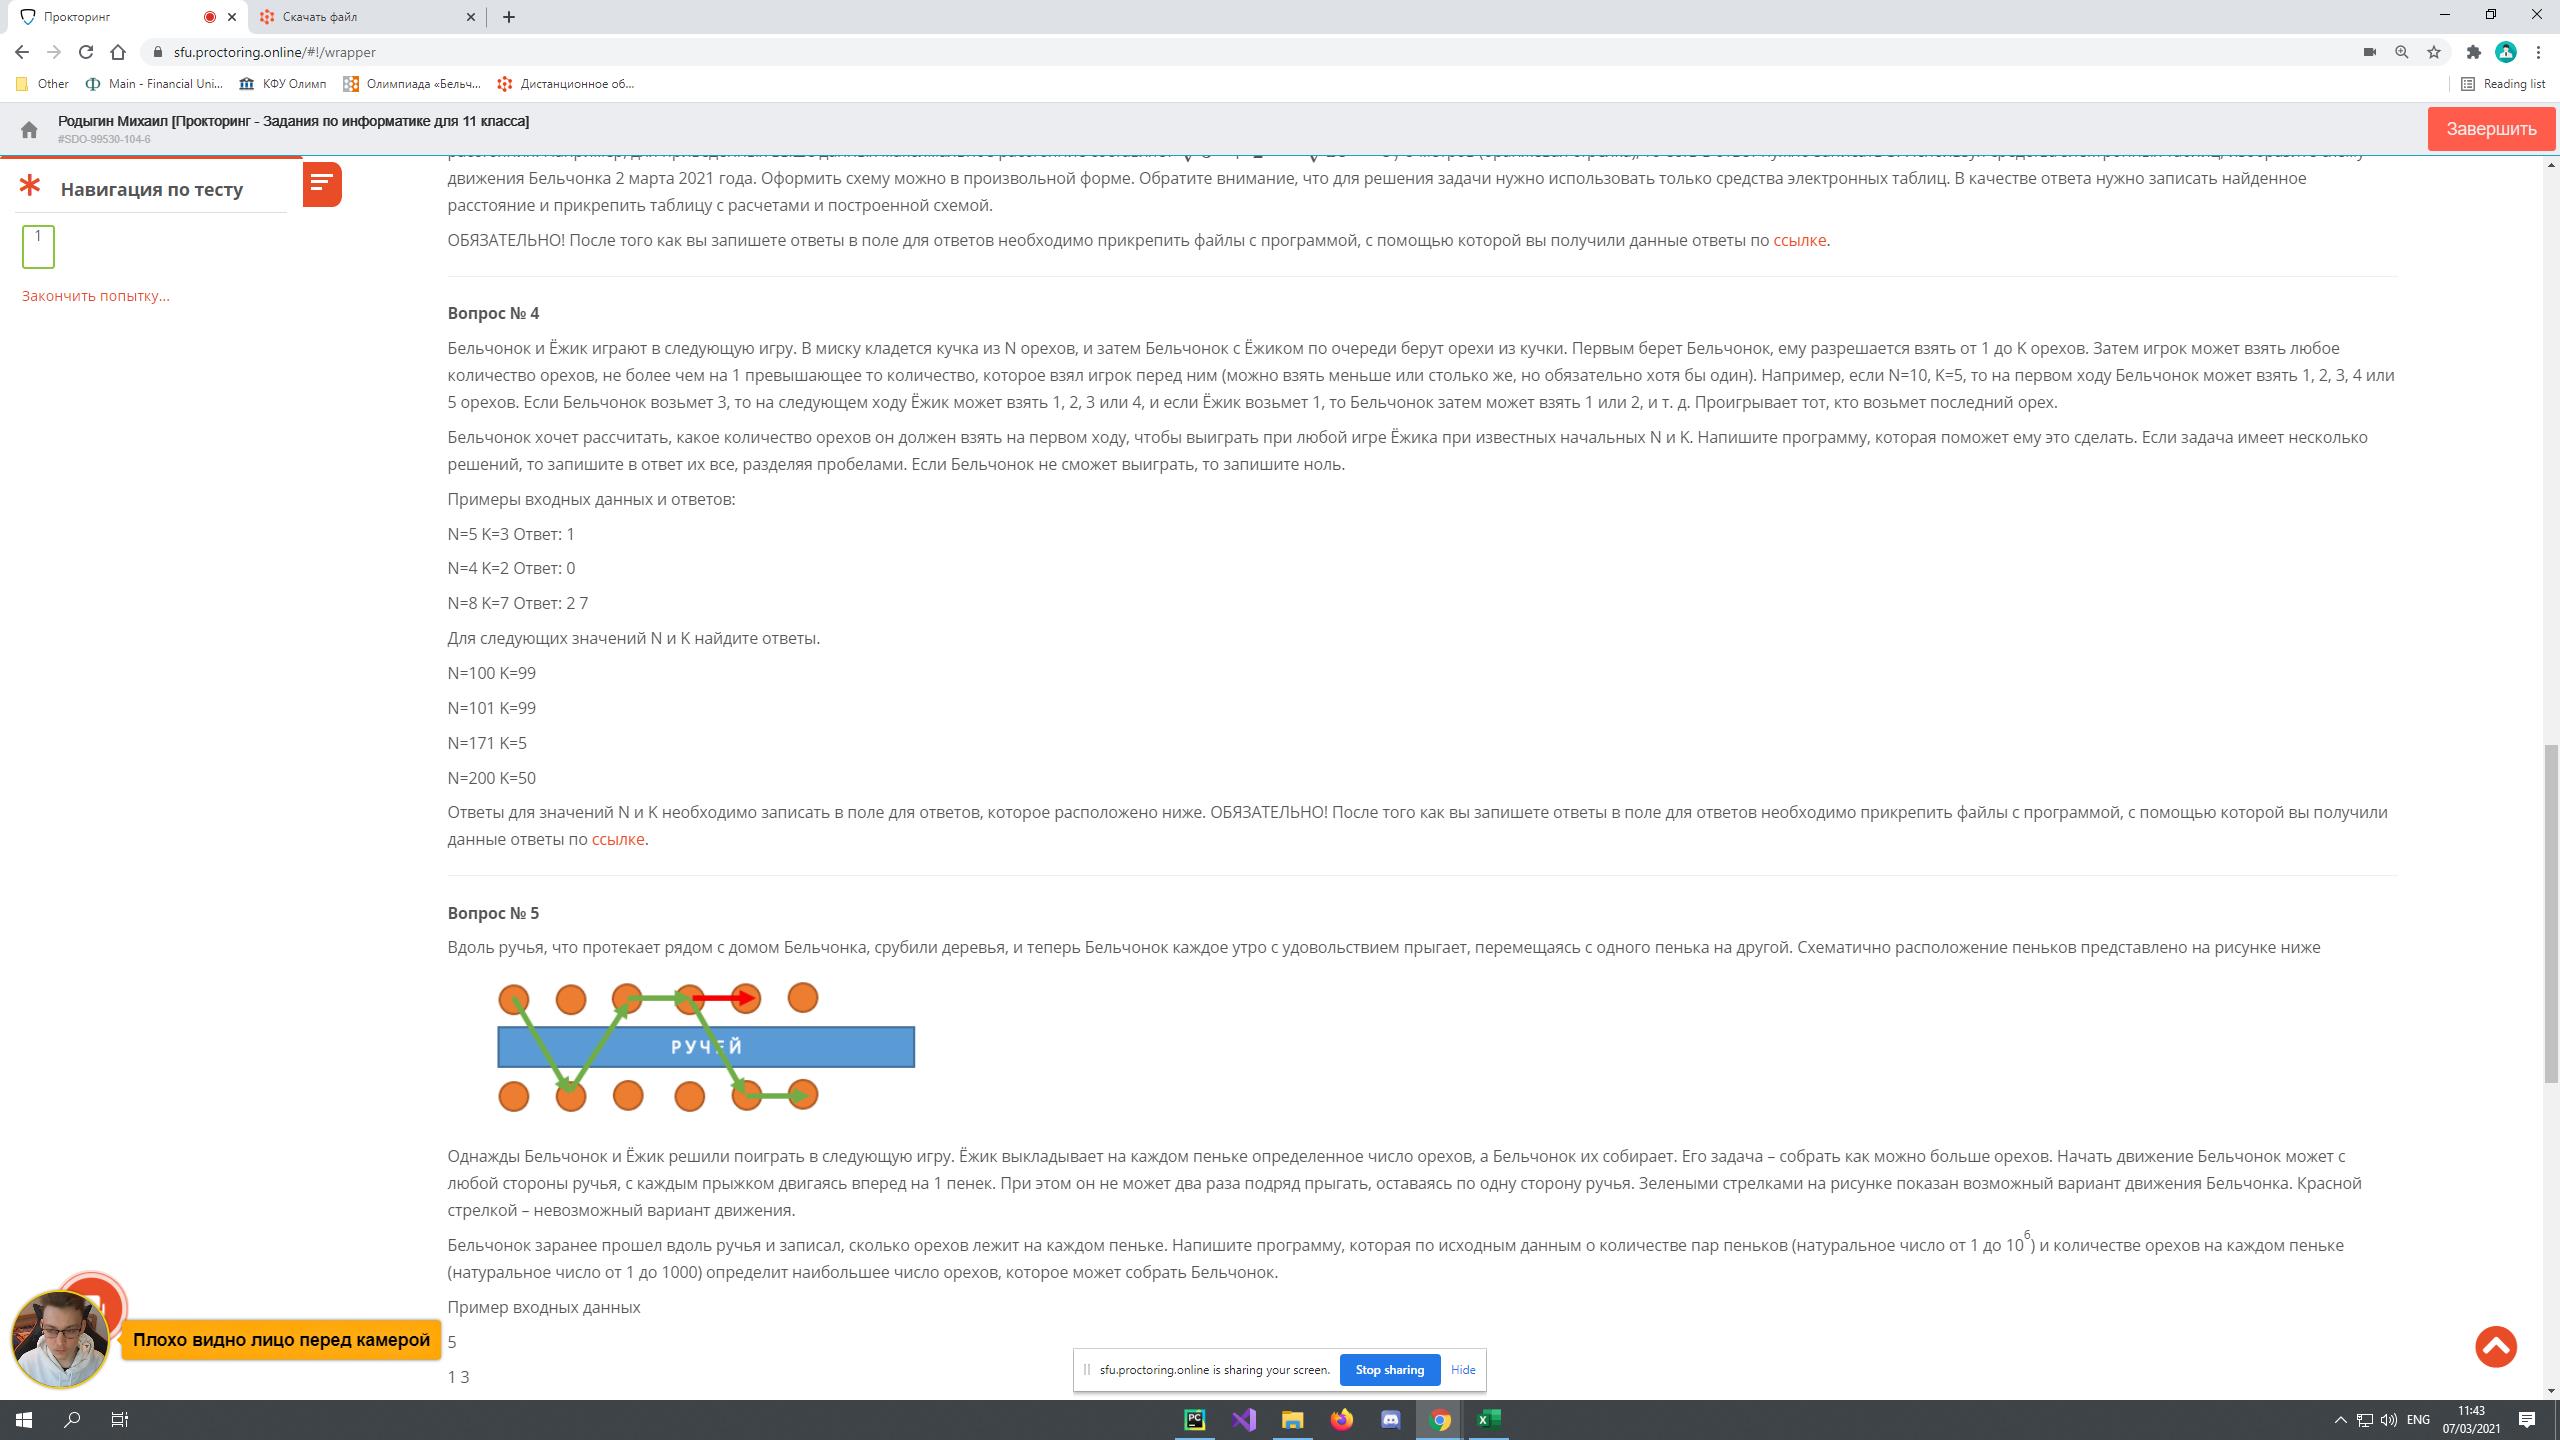 Прокторинг
Скачать файл
sfu.proctoring.online/#!/wrapper
Other
Main - Financial Uni...
КФУ Олимп
Олимпиада «Бельч...
Дистанционное об...
Reading list
Родыгин Михаил [Прокторинг - Задания по информатике для 11 класса]
#SDO-99530-104-6
Завершить
Навигация по тесту
1
Закончить попытку...
движения Бельчонка 2 марта 2021 года. Оформить схему можно в произвольной форме. Обратите внимание, что для решения задачи нужно использовать только средства электронных таблиц. В качестве ответа нужно записать найденное
расстояние и прикрепить таблицу с расчетами и построенной схемой.
ОБЯЗАТЕЛЬНО! После того как вы запишете ответы в поле для ответов необходимо прикрепить файлы с программой, с помощью которой вы получили данные ответы по ссылке.
Вопрос № 4
Бельчонок и Ёжик играют в следующую игру. В миску кладется кучка из N орехов, и затем Бельчонок с Ёжиком по очереди берут орехи из кучки. Первым берет Бельчонок, ему разрешается взять от 1 до K орехов. Затем игрок может взять любое
количество орехов, не более чем на 1 превышающее то количество, которое взял игрок перед ним (можно взять меньше или столько же, но обязательно хотя бы один). Например, если N=10, K=5, то на первом ходу Бельчонок может взять 1, 2, 3, 4 или
5 орехов. Если Бельчонок возьмет 3, то на следующем ходу Ёжик может взять 1, 2, 3 или 4, и если Ёжик возьмет 1, то Бельчонок затем может взять 1 или 2, и т. д. Проигрывает тот, кто возьмет последний орех.
Бельчонок хочет рассчитать, какое количество орехов он должен взять на первом ходу, чтобы выиграть при любой игре Ёжика при известных начальных N и K. Напишите программу, которая поможет ему это сделать. Если задача имеет несколько
решений, то запишите в ответ их все, разделяя пробелами. Если Бельчонок не сможет выиграть, то запишите ноль.
Примеры входных данных и ответов:
N=5 K=3 Ответ: 1
N=4 K=2 Ответ: 0
N=8 K=7 Ответ: 2 7
Для следующих значений N и K найдите ответы.
N=100 K=99
N=101 K=99
N=171 K=5
N=200 K=50
Ответы для значений N и K необходимо записать в поле для ответов, которое расположено ниже. ОБЯЗАТЕЛЬНО! После того как вы запишете ответы в поле для ответов необходимо прикрепить файлы с программой, с помощью которой вы получили
данные ответы по ссылке.
Вопрос № 5
Вдоль ручья, что протекает рядом с домом Бельчонка, срубили деревья, и теперь Бельчонок каждое утро с удовольствием прыгает, перемещаясь с одного пенька на другой. Схематично расположение пеньков представлено на рисунке ниже
РУЧЕЙ
Однажды Бельчонок и Ёжик решили поиграть в следующую игру. Ёжик выкладывает на каждом пеньке определенное число орехов, а Бельчонок их собирает. Его задача – собрать как можно больше орехов. Начать движение Бельчонок может с
любой стороны ручья, с каждым прыжком двигаясь вперед на 1 пенек. При этом он не может два раза подряд прыгать, оставаясь по одну сторону ручья. Зелеными стрелками на рисунке показан возможный вариант движения Бельчонка. Красной
стрелкой – невозможный вариант движения.
Бельчонок заранее прошел вдоль ручья и записал, сколько орехов лежит на каждом пеньке. Напишите программу, которая по исходным данным о количестве пар пеньков (натуральное число от 1 до 10⁶) и количестве орехов на каждом пеньке
(натуральное число от 1 до 1000) определит наибольшее число орехов, которое может собрать Бельчонок.
Пример входных данных
5
1 3
Плохо видно лицо перед камерой
sfu.proctoring.online is sharing your screen.
Stop sharing
Hide
ENG
11:43
07/03/2021